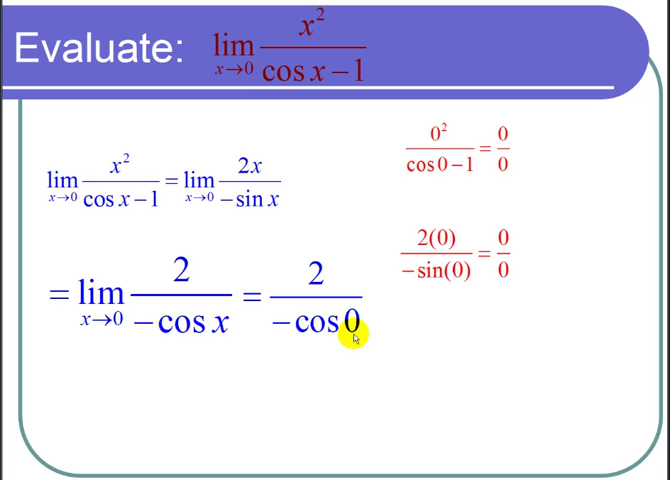 Evaluate: lim x→0 x²/(cos x − 1)
0²/(cos 0 − 1) = 0/0
lim x→0 x²/(cos x − 1) = lim x→0 2x/(− sin x)
2(0)/(− sin(0)) = 0/0
= lim x→0 2/(− cos x) = 2/(− cos 0)